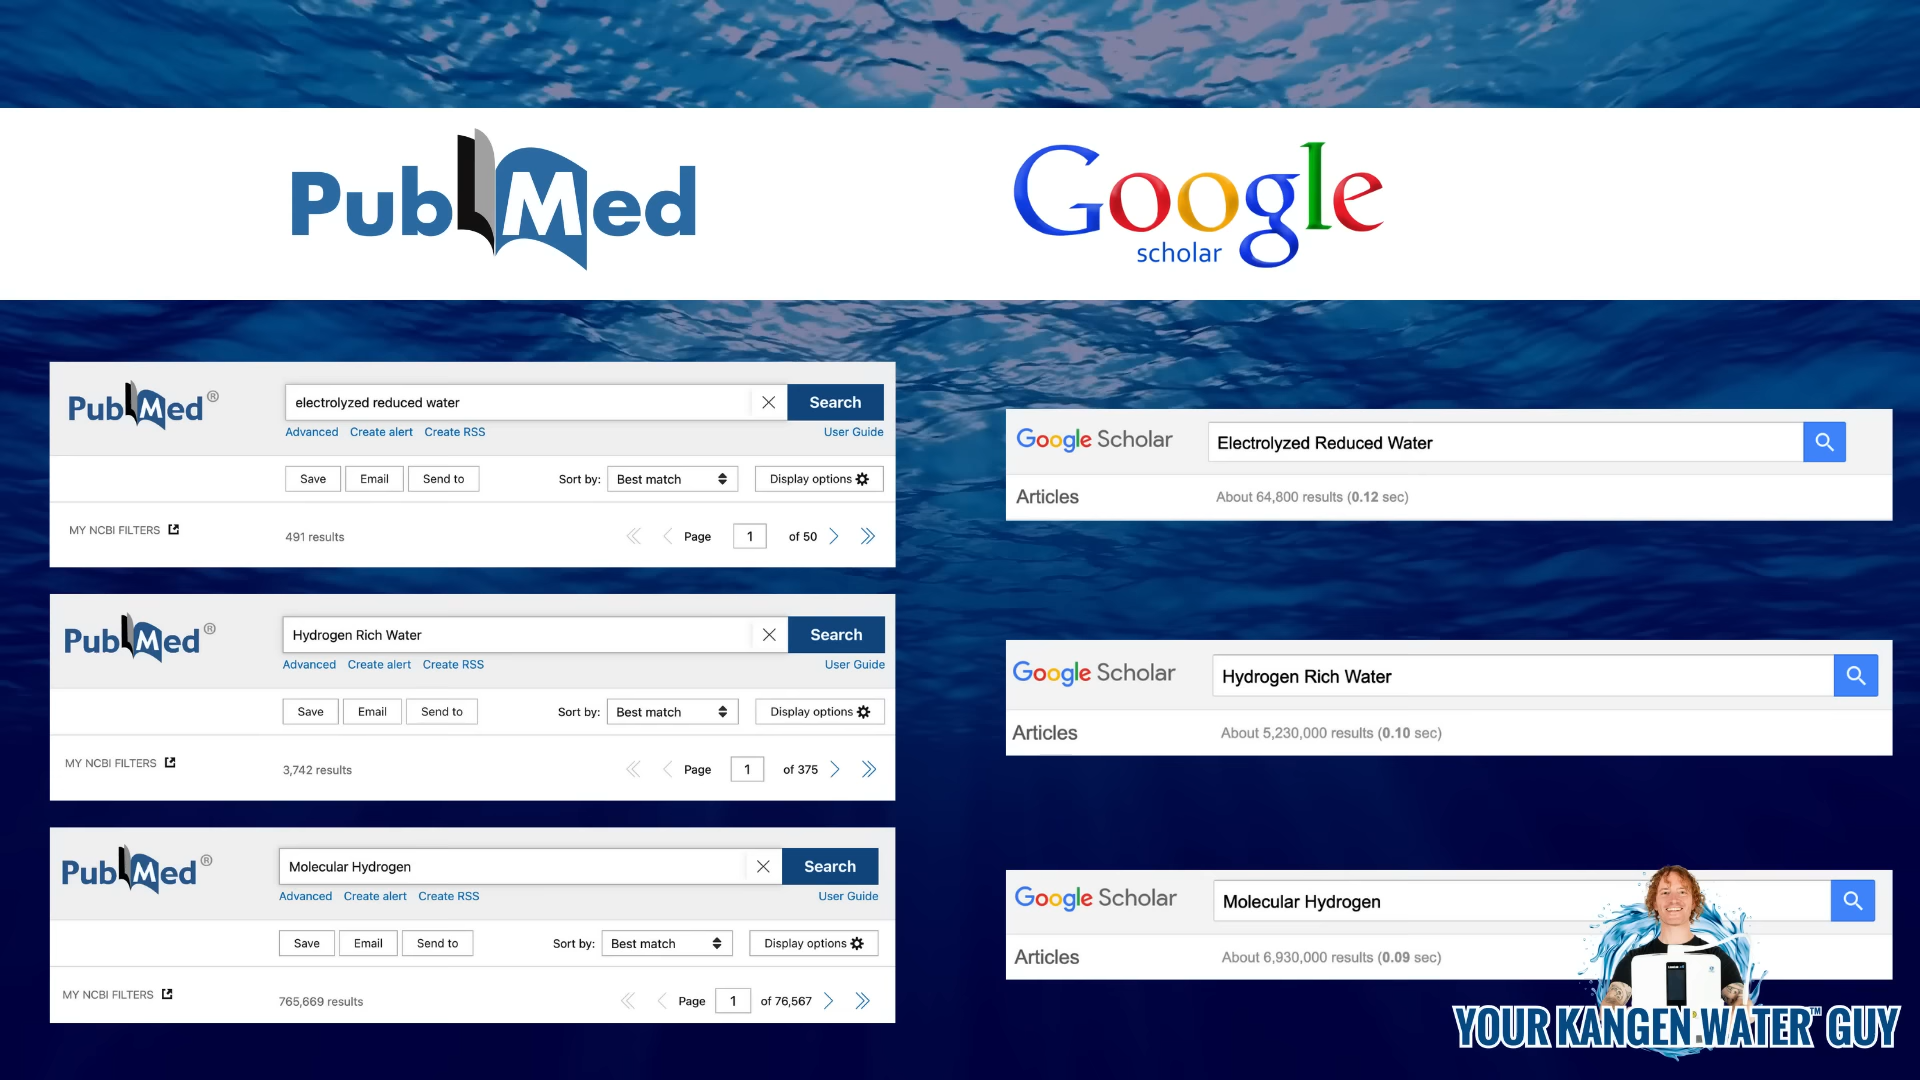 PubMed
Google
scholar
PubMed®
electrolyzed reduced water
Search
Advanced Create alert Create RSS
User Guide
Save Email Send to
Sort by: Best match
Display options
MY NCBI FILTERS
491 results
Page 1 of 50
PubMed®
Hydrogen Rich Water
Search
Advanced Create alert Create RSS
User Guide
Save Email Send to
Sort by: Best match
Display options
MY NCBI FILTERS
3,742 results
Page 1 of 375
PubMed®
Molecular Hydrogen
Search
Advanced Create alert Create RSS
User Guide
Save Email Send to
Sort by: Best match
Display options
MY NCBI FILTERS
765,669 results
Page 1 of 76,567
Google Scholar
Electrolyzed Reduced Water
Articles
About 64,800 results (0.12 sec)
Google Scholar
Hydrogen Rich Water
Articles
About 5,230,000 results (0.10 sec)
Google Scholar
Molecular Hydrogen
Articles
About 6,930,000 results (0.09 sec)
YOUR KANGEN WATER™ GUY